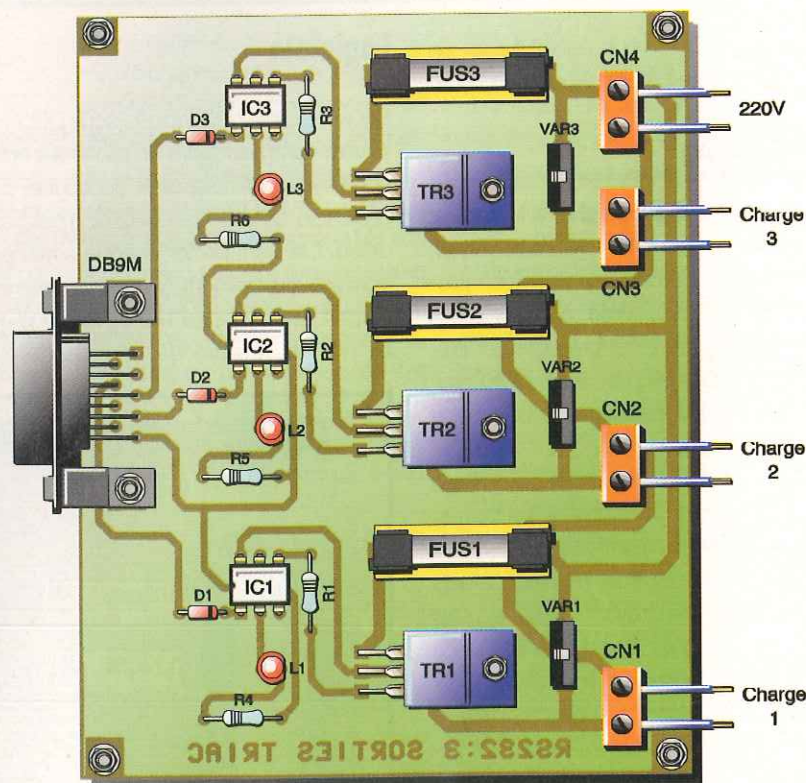 CN4
FUS3
D3
IC3
R3
220V
VAR3
L3
TR3
Charge
3
R6
DB9M
CN3
FUS2
IC2
R2
D2
VAR2
CN2
L2
TR2
Charge
2
R5
FUS1
IC1
R1
D1
VAR1
CN1
L1
TR1
Charge
1
R4
RS232:3 SORTIES TRIAC